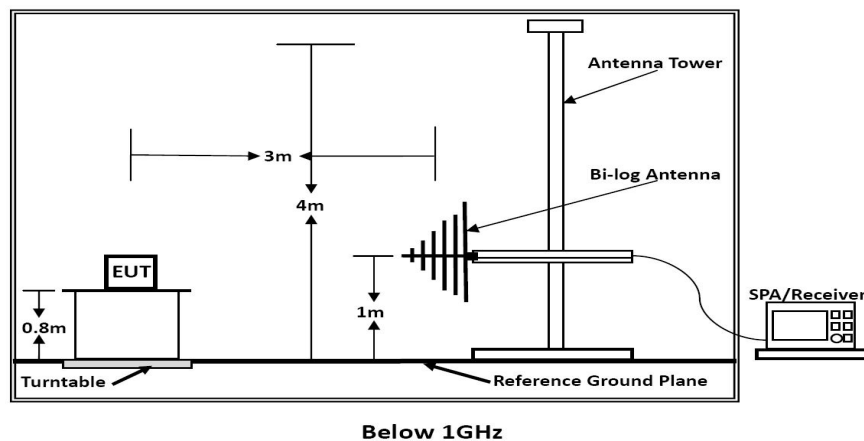 Antenna Tower
3m
Bi-log Antenna
4m
EUT
SPA/Receiver
0.8m
1m
Turntable
Reference Ground Plane
Below 1GHz